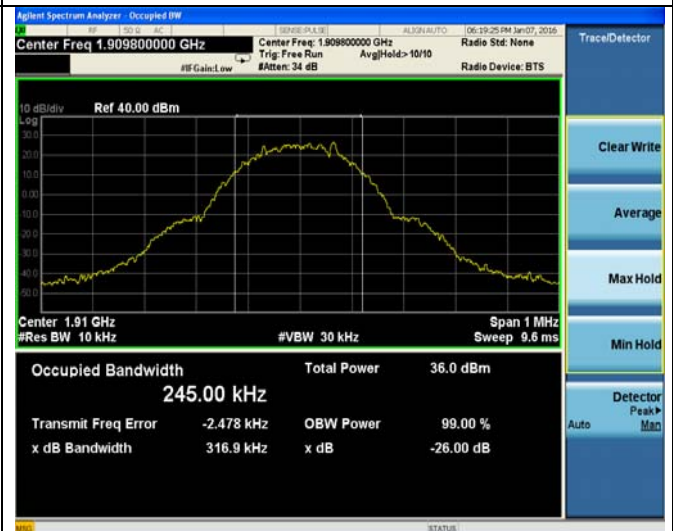 Agilent Spectrum Analyzer - Occupied BW
RF 50 Ω AC SENSE:PULSE ALIGN AUTO 06:19:25 PM Jan 07, 2016
Center Freq 1.909800000 GHz
Center Freq: 1.909800000 GHz Radio Std: None
Trig: Free Run Avg|Hold:> 10/10
#IFGain:Low #Atten: 34 dB Radio Device: BTS
Trace/Detector
10 dB/div Ref 40.00 dBm
Log
30.0
20.0
10.0
0.00
-10.0
-20.0
-30.0
-40.0
-50.0
Center 1.91 GHz Span 1 MHz
#Res BW 10 kHz #VBW 30 kHz Sweep 9.6 ms
Occupied Bandwidth Total Power 36.0 dBm
245.00 kHz
Transmit Freq Error -2.478 kHz OBW Power 99.00 %
x dB Bandwidth 316.9 kHz x dB -26.00 dB
Clear Write
Average
Max Hold
Min Hold
Detector
Peak▶
Auto Man
MSG STATUS